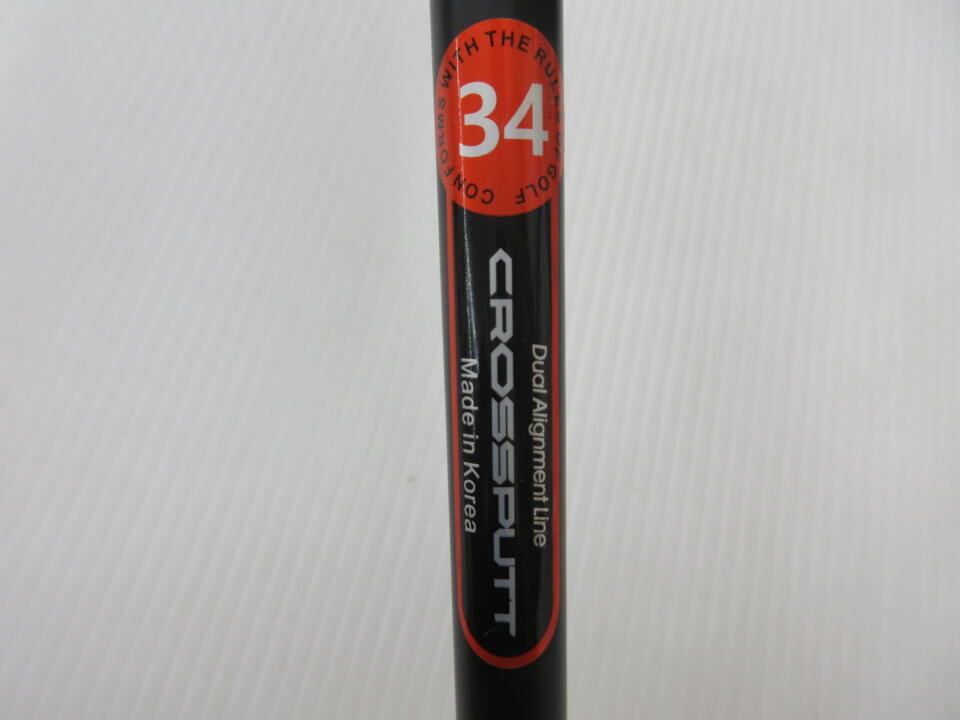 CONFORMS WITH THE RULES OF GOLF
34
Dual Alignment Line
CROSSPUTT
Made in Korea